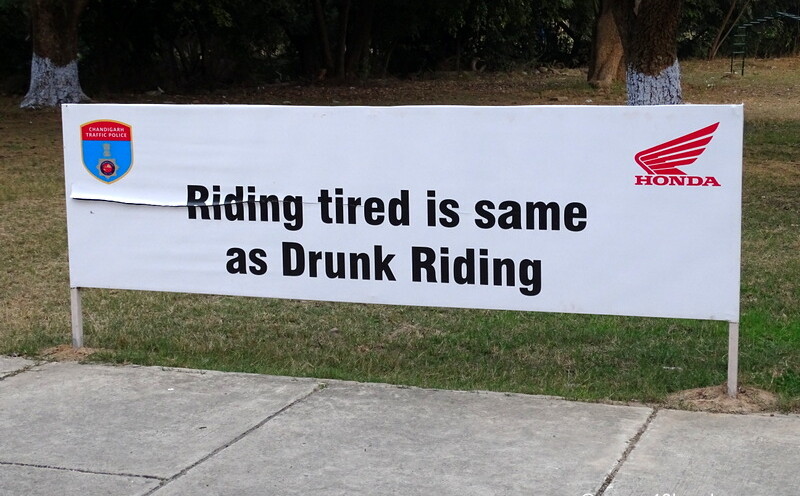 CHANDIGARH
TRAFFIC POLICE
HONDA
Riding tired is same
as Drunk Riding